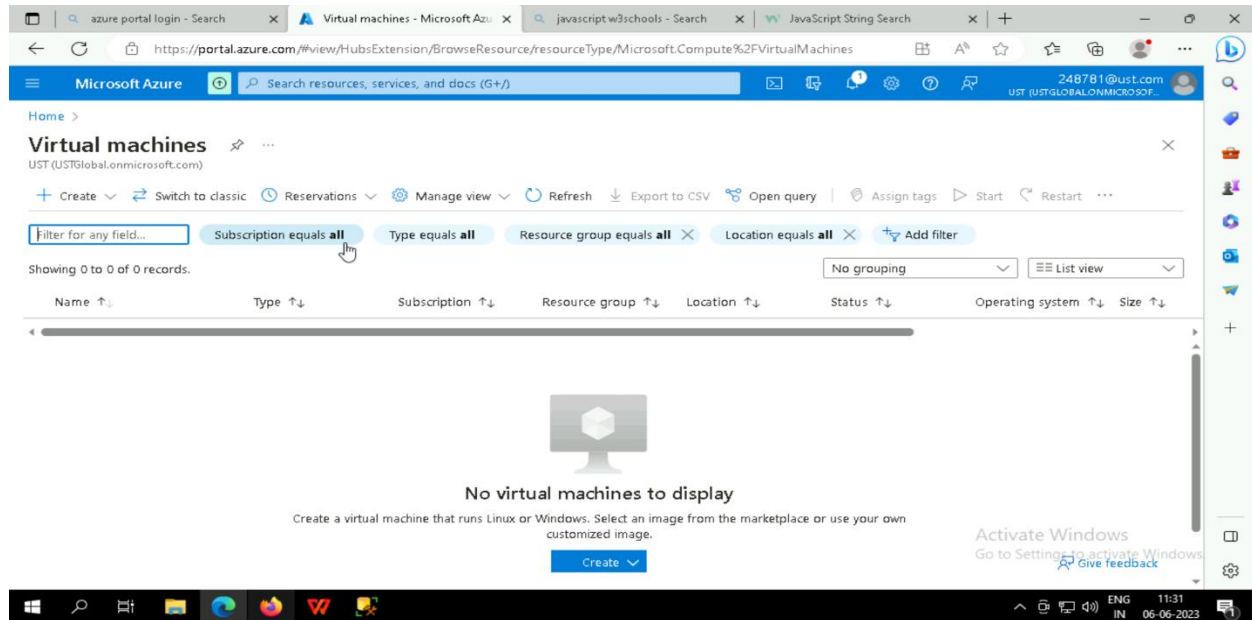 azure portal login - Search
Virtual machines - Microsoft Azu
javascript w3schools - Search
JavaScript String Search
https://portal.azure.com/#view/HubsExtension/BrowseResource/resourceType/Microsoft.Compute%2FVirtualMachines
Microsoft Azure
Search resources, services, and docs (G+/)
1
248781@ust.com
UST (USTGLOBAL.ONMICROSOF...
Home >
Virtual machines ...
UST (USTGlobal.onmicrosoft.com)
+ Create Switch to classic Reservations Manage view Refresh Export to CSV Open query Assign tags Start Restart ...
Filter for any field... Subscription equals all Type equals all Resource group equals all Location equals all Add filter
Showing 0 to 0 of 0 records. No grouping List view
Name Type Subscription Resource group Location Status Operating system Size
No virtual machines to display
Create a virtual machine that runs Linux or Windows. Select an image from the marketplace or use your own
customized image.
Create
Activate Windows
Go to Settings to activate Windows
Give feedback
ENG 11:31
IN 06-06-2023
1